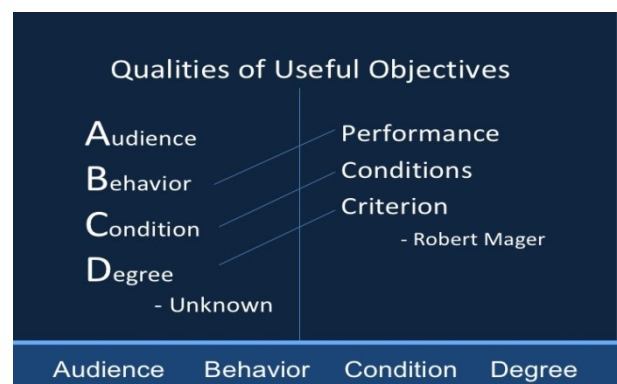 Qualities of Useful Objectives
Audience
Behavior
Condition
Degree
- Unknown
Performance
Conditions
Criterion
- Robert Mager
Audience Behavior Condition Degree